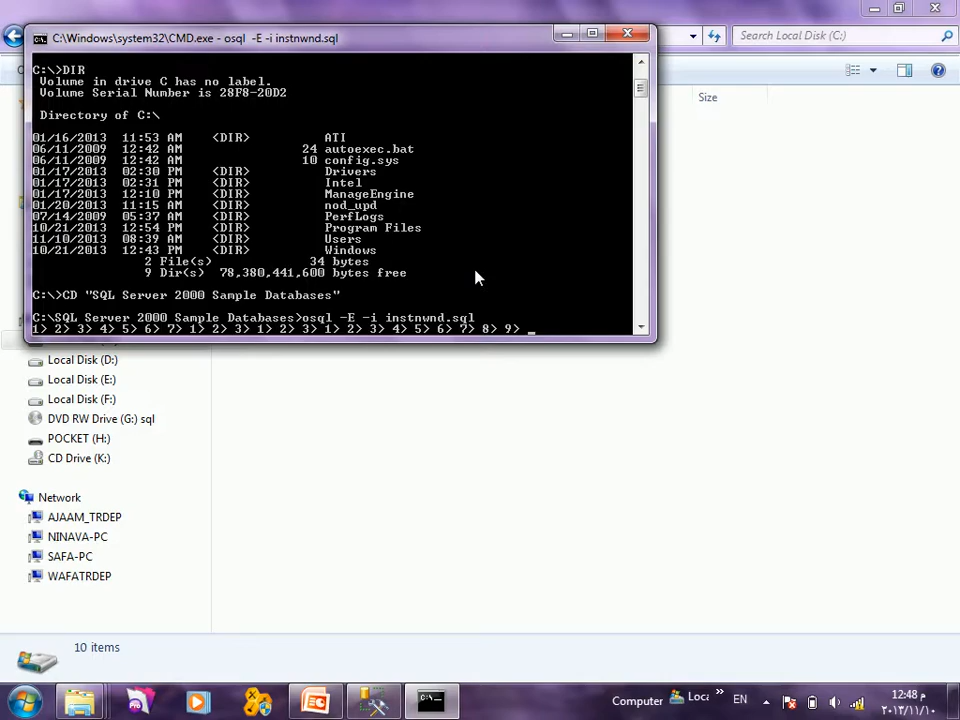 C:\Windows\system32\CMD.exe - osql  -E -i instnwnd.sql
Search Local Disk (C:)
Size
C:\>DIR
 Volume in drive C has no label.
 Volume Serial Number is 28F8-20D2
 Directory of C:\
01/16/2013  11:53 AM    <DIR>          ATI
06/11/2009  12:42 AM                24 autoexec.bat
06/11/2009  12:42 AM                10 config.sys
01/17/2013  02:30 PM    <DIR>          Drivers
01/17/2013  02:31 PM    <DIR>          Intel
01/17/2013  12:10 PM    <DIR>          ManageEngine
01/20/2013  11:15 AM    <DIR>          nod_upd
07/14/2009  05:37 AM    <DIR>          PerfLogs
10/21/2013  12:54 PM    <DIR>          Program Files
11/10/2013  08:39 AM    <DIR>          Users
10/21/2013  12:43 PM    <DIR>          Windows
               2 File(s)             34 bytes
               9 Dir(s)  78,380,441,600 bytes free
C:\>CD "SQL Server 2000 Sample Databases"
C:\SQL Server 2000 Sample Databases>osql -E -i instnwnd.sql
1> 2> 3> 4> 5> 6> 7> 1> 2> 3> 1> 2> 3> 1> 2> 3> 4> 5> 6> 7> 8> 9> _
Local Disk (D:)
Local Disk (E:)
Local Disk (F:)
DVD RW Drive (G:) sql
POCKET (H:)
CD Drive (K:)
Network
AJAAM_TRDEP
NINAVA-PC
SAFA-PC
WAFATRDEP
10 items
Computer
Loca
EN
12:48 م
٢٠١٣/١١/١٠